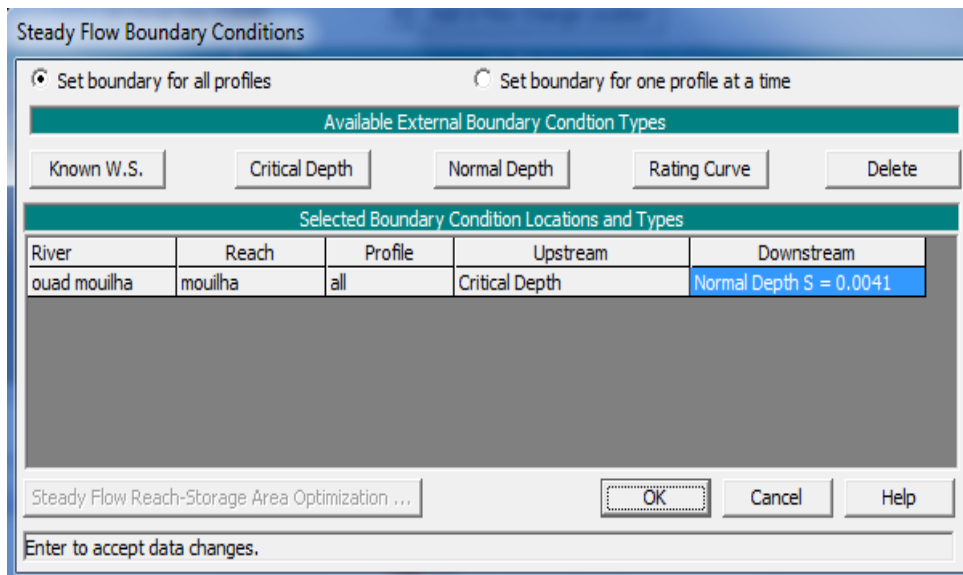 Steady Flow Boundary Conditions
Set boundary for all profiles Set boundary for one profile at a time
Available External Boundary Condtion Types
Known W.S. Critical Depth Normal Depth Rating Curve Delete
Selected Boundary Condition Locations and Types
River Reach Profile Upstream Downstream
ouad mouilha mouilha all Critical Depth Normal Depth S = 0.0041
Steady Flow Reach-Storage Area Optimization ... OK Cancel Help
Enter to accept data changes.